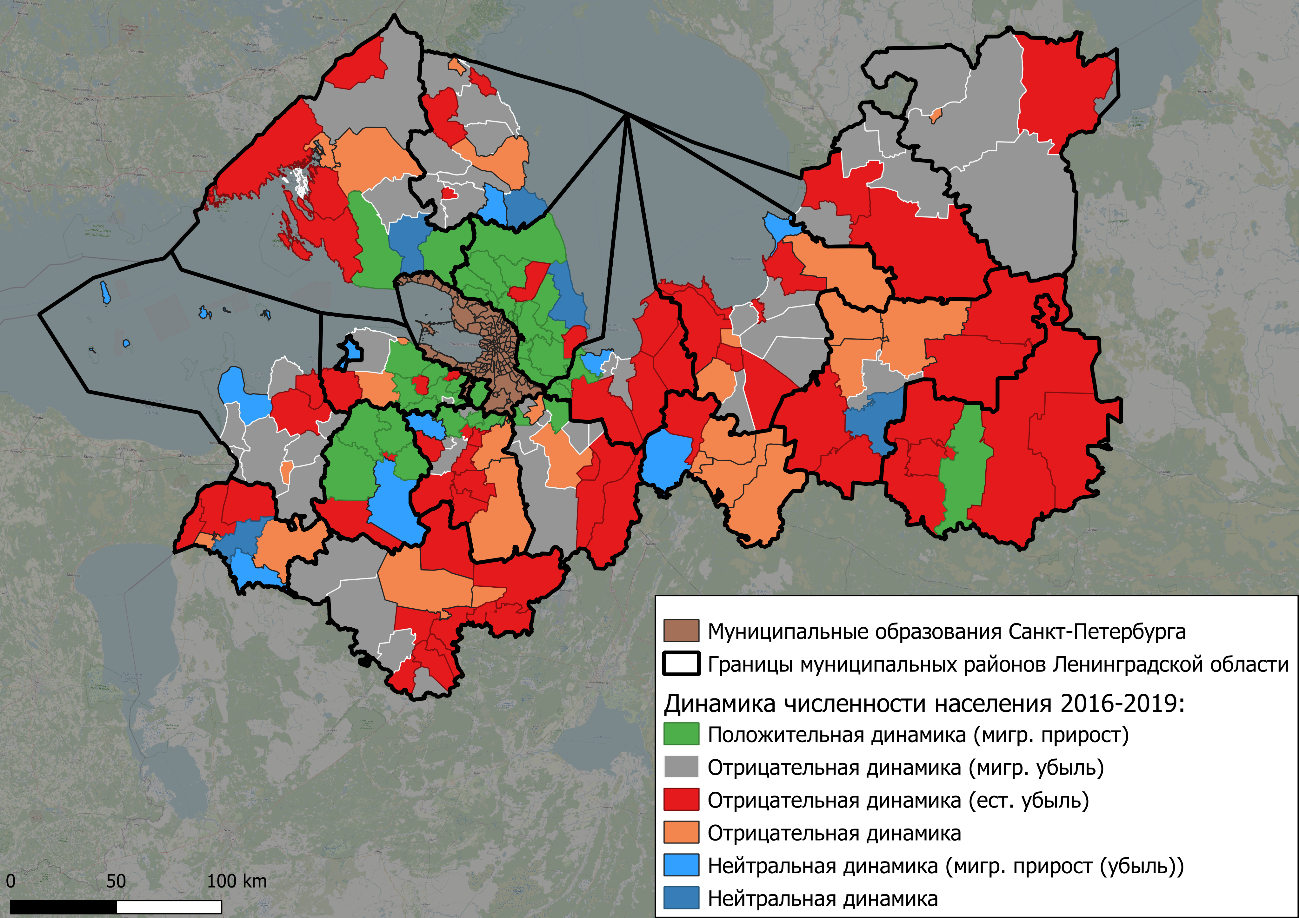 Муниципальные образования Санкт-Петербурга
Границы муниципальных районов Ленинградской области
Динамика численности населения 2016-2019:
Положительная динамика (мигр. прирост)
Отрицательная динамика (мигр. убыль)
Отрицательная динамика (ест. убыль)
Отрицательная динамика
Нейтральная динамика (мигр. прирост (убыль))
Нейтральная динамика
0 50 100 km